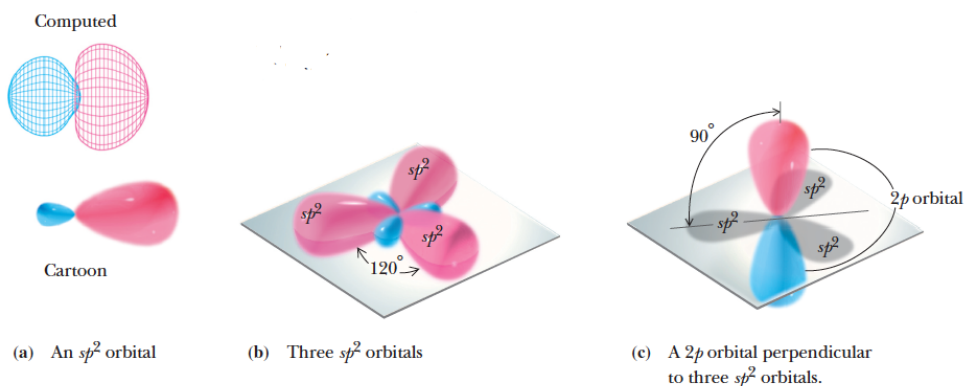 Computed
Cartoon
(a) An sp² orbital
sp²
sp²
sp²
120°
(b) Three sp² orbitals
90°
sp²
sp²
sp²
2p orbital
(c) A 2p orbital perpendicular
to three sp² orbitals.